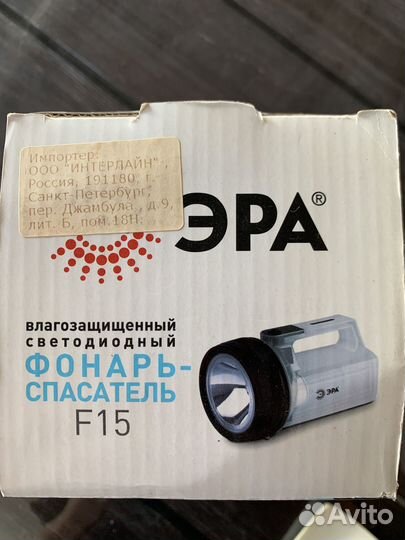 Импортер:
ООО "ИНТЕРЛАЙН",
Россия, 191180, г.
Санкт-Петербург,
пер. Джамбула, д.9,
лит. Б, пом.18Н.
ЭРА®
влагозащищенный
светодиодный
ФОНАРЬ-
СПАСАТЕЛЬ
F15
ЭРА
Avito